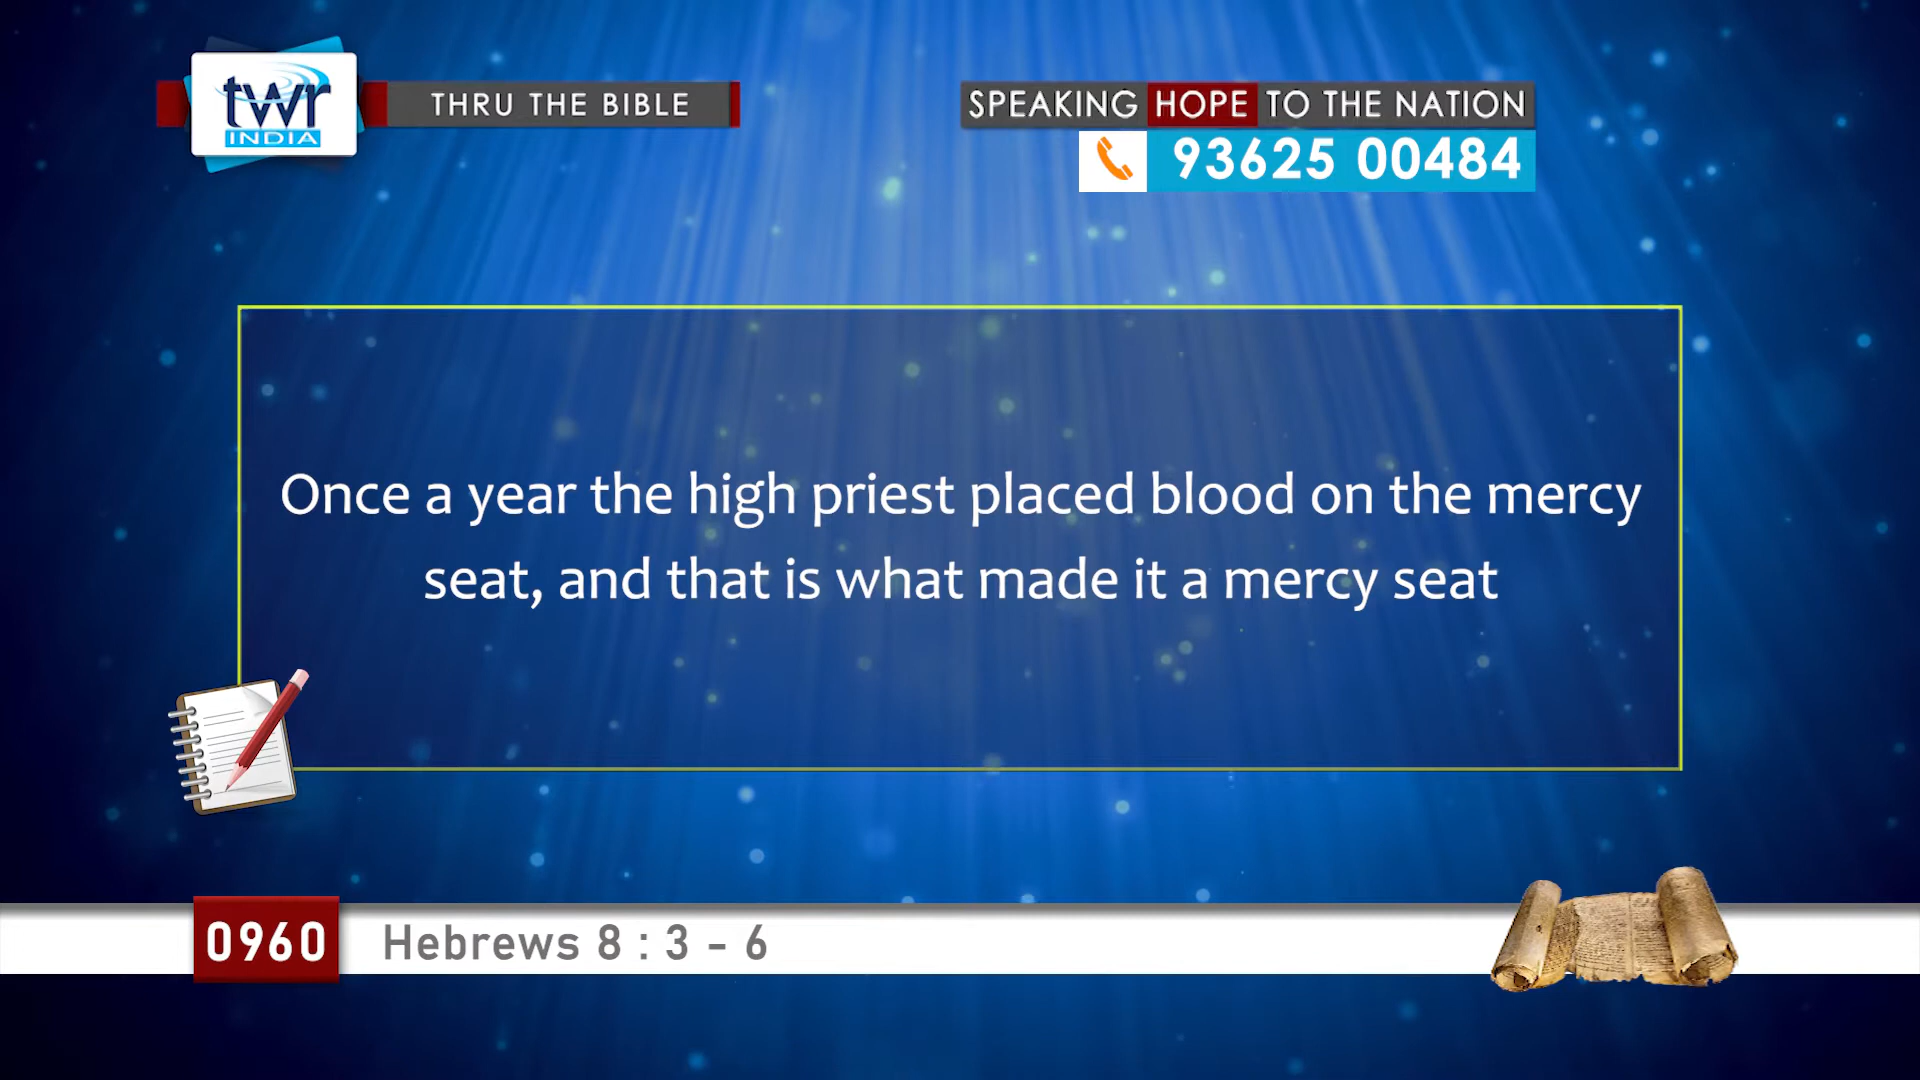 twr
INDIA
THRU THE BIBLE
SPEAKING HOPE TO THE NATION
93625 00484
Once a year the high priest placed blood on the mercy
seat, and that is what made it a mercy seat
0960
Hebrews 8 : 3 - 6